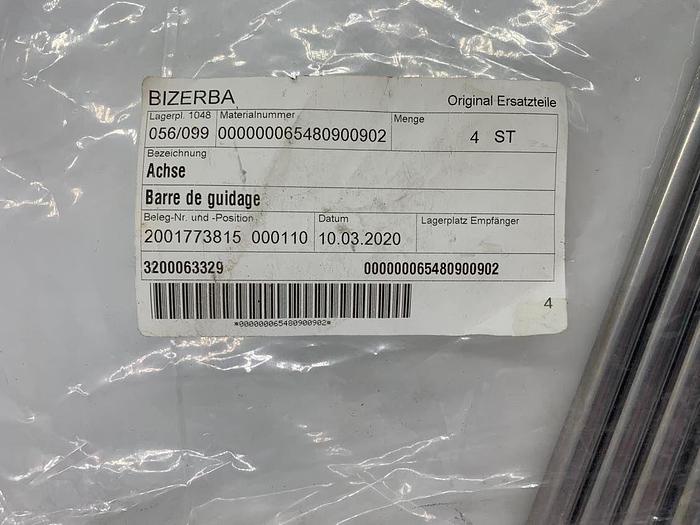 BIZERBA Original Ersatzteile
Lagerpl. 1048 Materialnummer Menge
056/099 000000065480900902 4 ST
Bezeichnung
Achse
Barre de guidage
Beleg-Nr. und -Position Datum Lagerplatz Empfänger
2001773815 000110 10.03.2020
3200063329 000000065480900902
4
*000000065480900902*